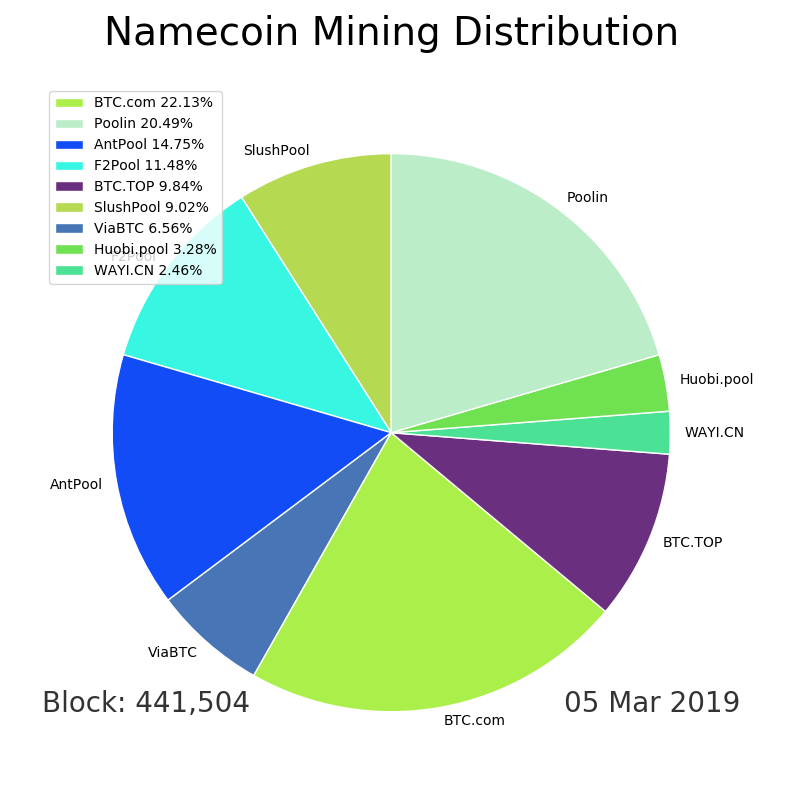 Namecoin Mining Distribution
BTC.com 22.13%
Poolin 20.49%
AntPool 14.75%
F2Pool 11.48%
BTC.TOP 9.84%
SlushPool 9.02%
ViaBTC 6.56%
Huobi.pool 3.28%
WAYI.CN 2.46%
SlushPool
Poolin
F2Pool
Huobi.pool
WAYI.CN
AntPool
BTC.TOP
ViaBTC
BTC.com
Block: 441,504
05 Mar 2019